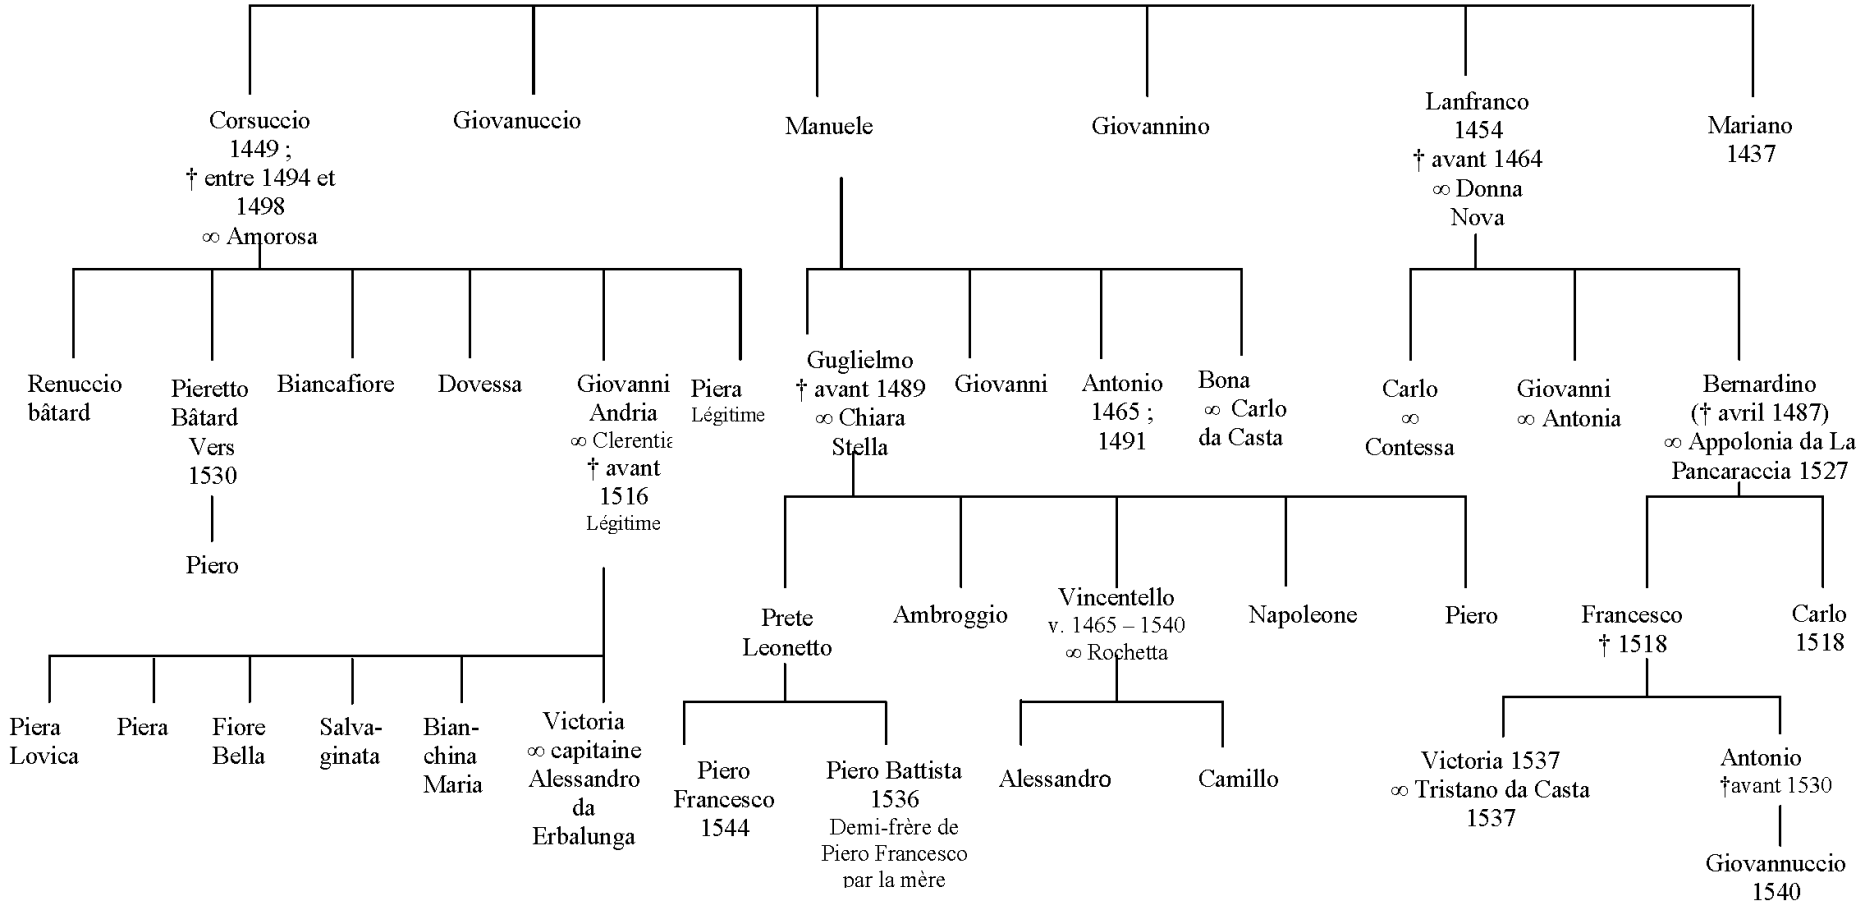 Corsuccio
1449 ;
† entre 1494 et
1498
∞ Amorosa
Giovanuccio
Manuele
Giovannino
Lanfranco
1454
† avant 1464
∞ Donna
Nova
Mariano
1437
Renuccio
bâtard
Pieretto
Bâtard
Vers
1530
Biancafiore
Dovessa
Giovanni
Andria
∞ Clerentia
† avant
1516
Légitime
Piera
Légitime
Guglielmo
† avant 1489
∞ Chiara
Stella
Giovanni
Antonio
1465 ;
1491
Bona
∞ Carlo
da Casta
Carlo
∞
Contessa
Giovanni
∞ Antonia
Bernardino
(† avril 1487)
∞ Appolonia da La
Pancaraccia 1527
Piero
Prete
Leonetto
Ambroggio
Vincentello
v. 1465 – 1540
∞ Rochetta
Napoleone
Piero
Francesco
† 1518
Carlo
1518
Piera
Lovica
Piera
Fiore
Bella
Salva-
ginata
Bian-
china
Maria
Victoria
∞ capitaine
Alessandro
da
Erbalunga
Piero
Francesco
1544
Piero Battista
1536
Demi-frère de
Piero Francesco
par la mère
Alessandro
Camillo
Victoria 1537
∞ Tristano da Casta
1537
Antonio
†avant 1530
Giovannuccio
1540